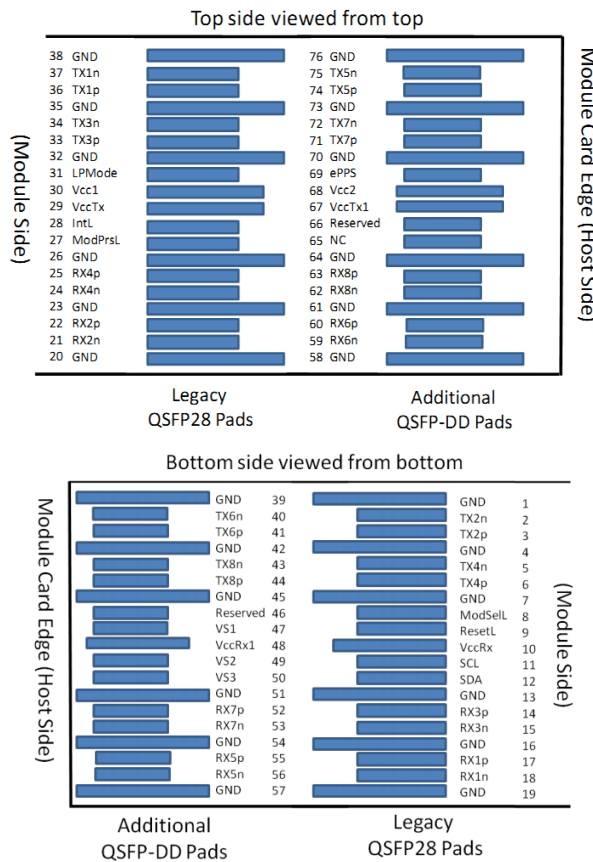 Top side viewed from top
38 GND 76 GND
37 TX1n 75 TX5n
36 TX1p 74 TX5p
35 GND 73 GND
34 TX3n 72 TX7n
33 TX3p 71 TX7p
32 GND 70 GND
31 LPMode 69 ePPS
30 Vcc1 68 Vcc2
29 VccTx 67 VccTx1
28 IntL 66 Reserved
27 ModPrsL 65 NC
26 GND 64 GND
25 RX4p 63 RX8p
24 RX4n 62 RX8n
23 GND 61 GND
22 RX2p 60 RX6p
21 RX2n 59 RX6n
20 GND 58 GND
(Module Side)
Module Card Edge (Host Side)
Legacy
QSFP28 Pads
Additional
QSFP-DD Pads
Bottom side viewed from bottom
GND 39 GND 1
TX6n 40 TX2n 2
TX6p 41 TX2p 3
GND 42 GND 4
TX8n 43 TX4n 5
TX8p 44 TX4p 6
GND 45 GND 7
Reserved 46 ModSelL 8
VS1 47 ResetL 9
VccRx1 48 VccRx 10
VS2 49 SCL 11
VS3 50 SDA 12
GND 51 GND 13
RX7p 52 RX3p 14
RX7n 53 RX3n 15
GND 54 GND 16
RX5p 55 RX1p 17
RX5n 56 RX1n 18
GND 57 GND 19
Module Card Edge (Host Side)
(Module Side)
Additional
QSFP-DD Pads
Legacy
QSFP28 Pads